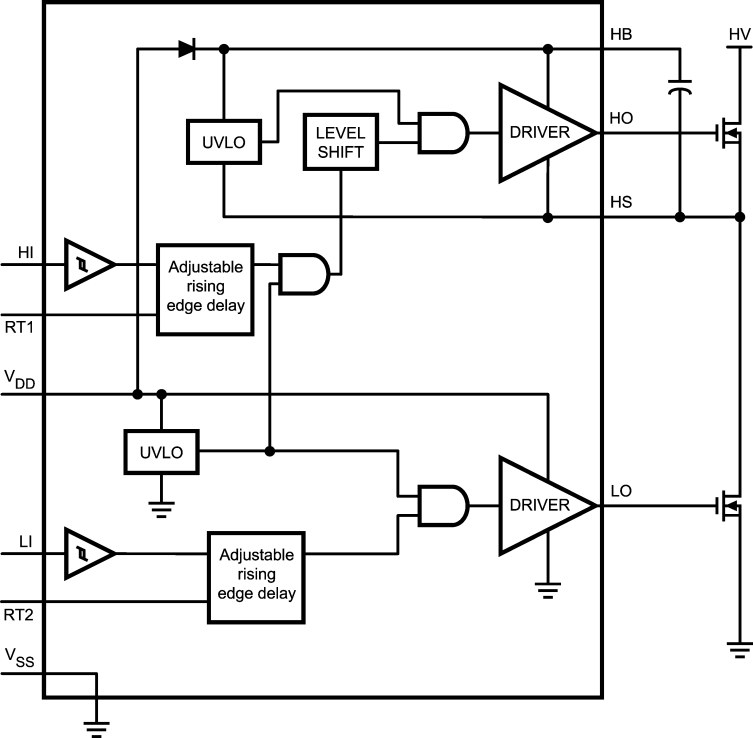 HB
HV
UVLO
LEVEL
SHIFT
DRIVER
HO
HS
HI
Adjustable
rising
edge delay
RT1
VDD
UVLO
DRIVER
LO
LI
Adjustable
rising
edge delay
RT2
VSS